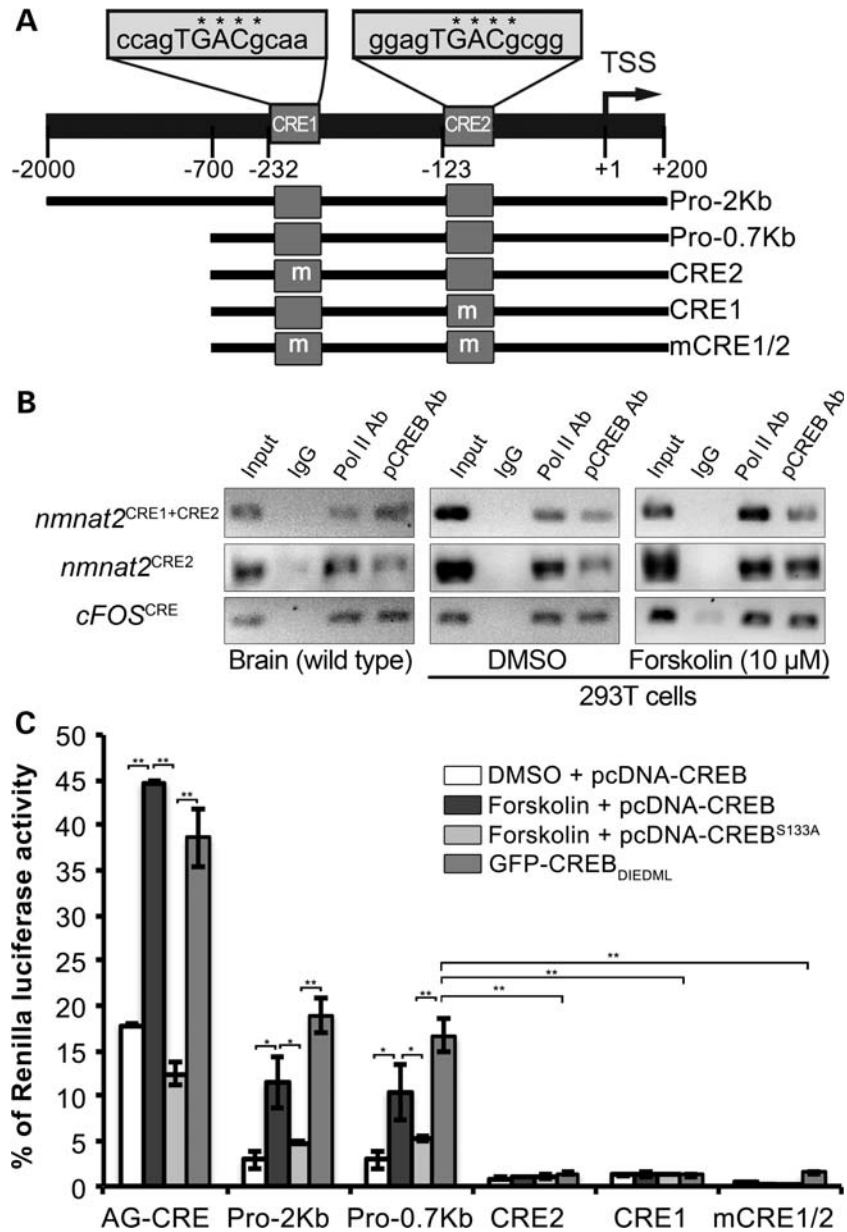 A
* * * *
ccagTGACgcaa
* * * *
ggagTGACgcgg
TSS
CRE1
CRE2
-2000
-700
-232
-123
+1
+200
Pro-2Kb
Pro-0.7Kb
m
CRE2
m
CRE1
m
m
mCRE1/2
B
Input
IgG
Pol II Ab
pCREB Ab
Input
IgG
Pol II Ab
pCREB Ab
Input
IgG
Pol II Ab
pCREB Ab
nmnat2CRE1+CRE2
nmnat2CRE2
cFOSCRE
Brain (wild type)
DMSO
Forskolin (10 µM)
293T cells
C
% of Renilla luciferase activity
50
45
40
35
30
25
20
15
10
5
0
DMSO + pcDNA-CREB
Forskolin + pcDNA-CREB
Forskolin + pcDNA-CREBS133A
GFP-CREBDIEDML
**
**
**
*
*
**
*
*
**
**
**
**
AG-CRE
Pro-2Kb
Pro-0.7Kb
CRE2
CRE1
mCRE1/2